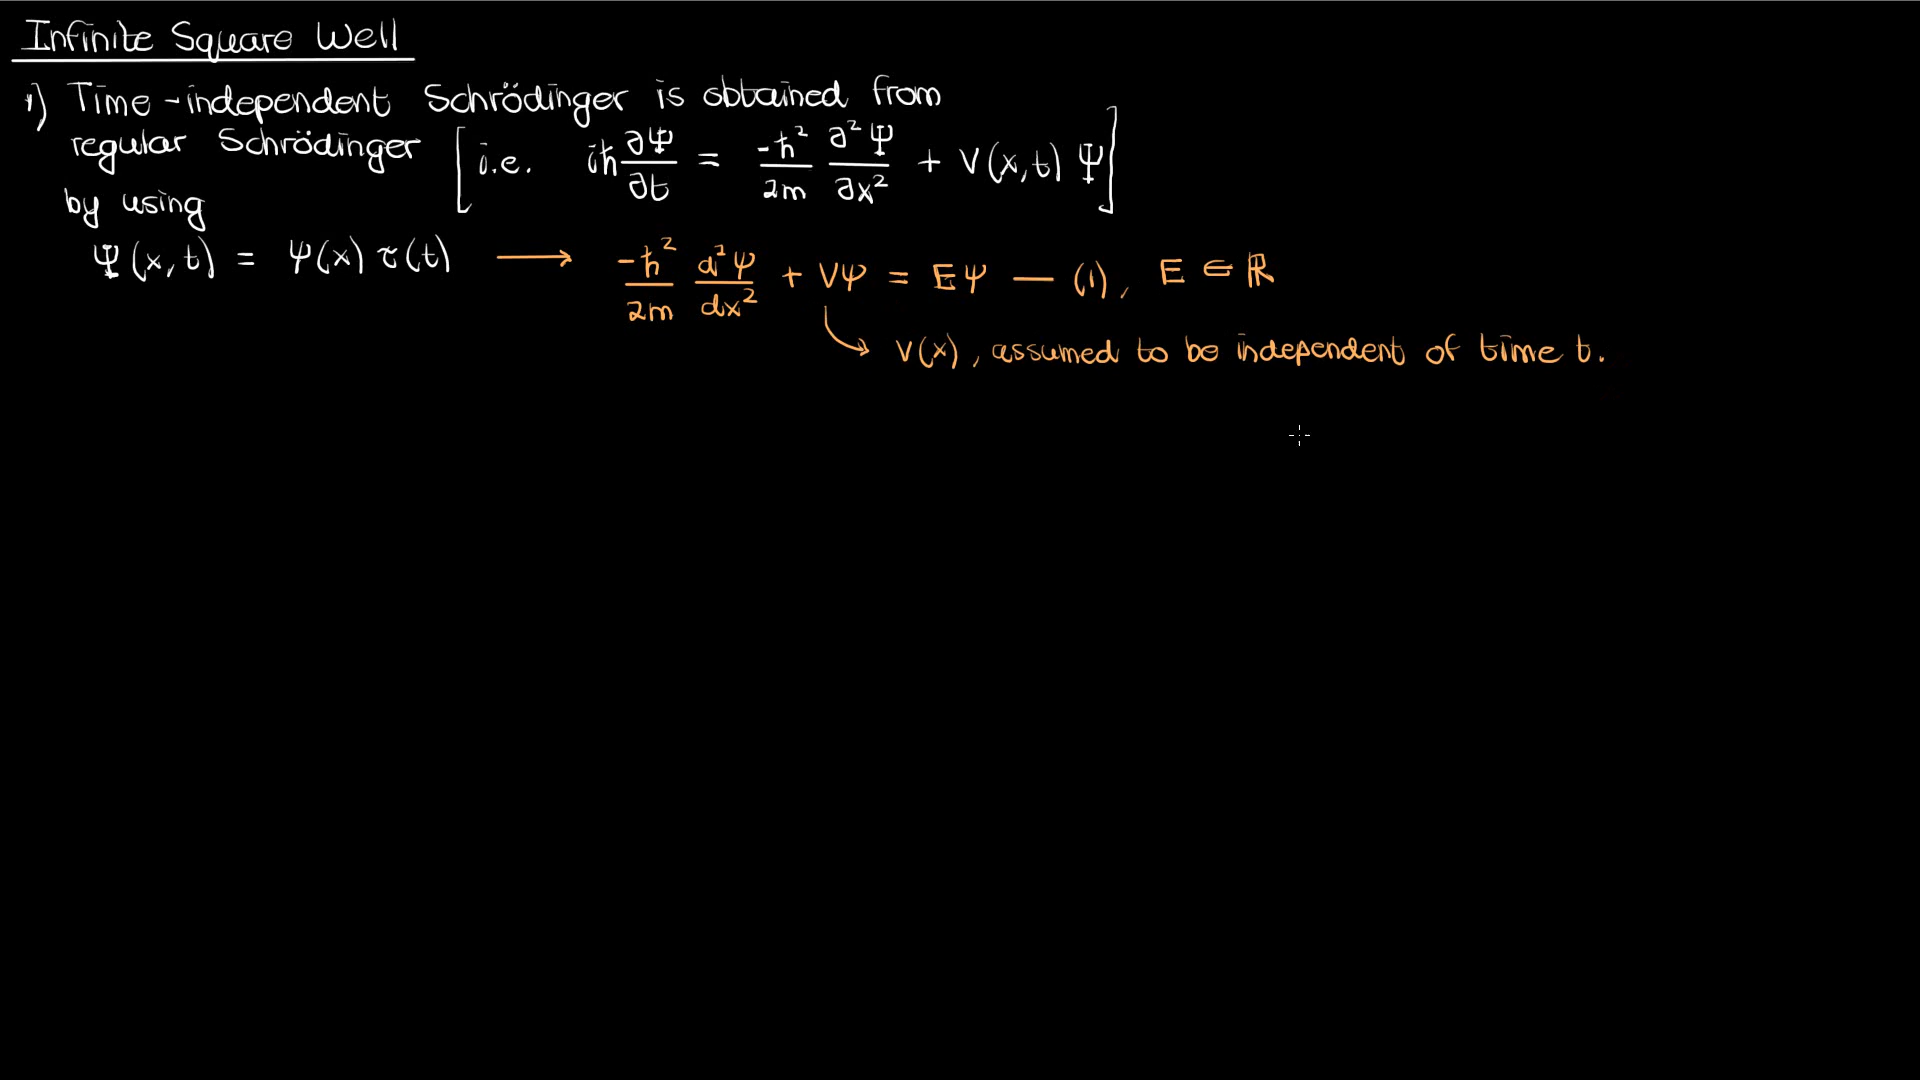 Infinite Square Well
1) Time-independent Schrödinger is obtained from
regular Schrödinger [i.e. iħ ∂Ψ/∂t = -ħ²/2m ∂²Ψ/∂x² + V(x,t) Ψ]
by using
Ψ(x,t) = ψ(x) τ(t) ⟶ -ħ²/2m d²ψ/dx² + Vψ = Eψ — (1), E ∈ ℝ
↳ V(x), assumed to be independent of time t.